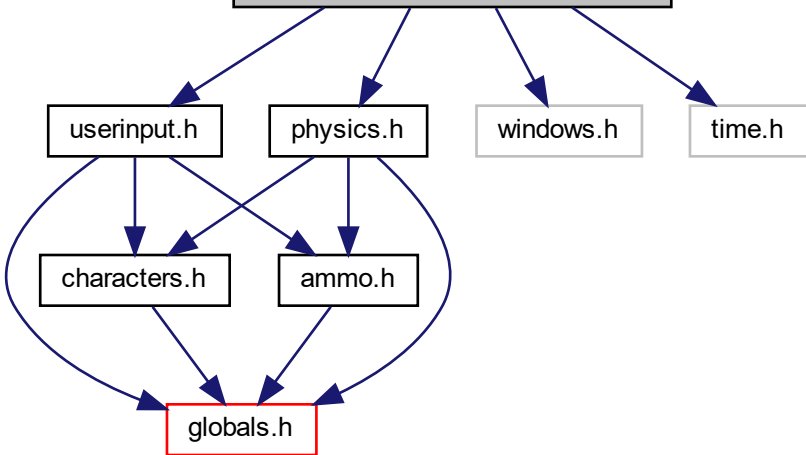 userinput.h
physics.h
windows.h
time.h
characters.h
ammo.h
globals.h